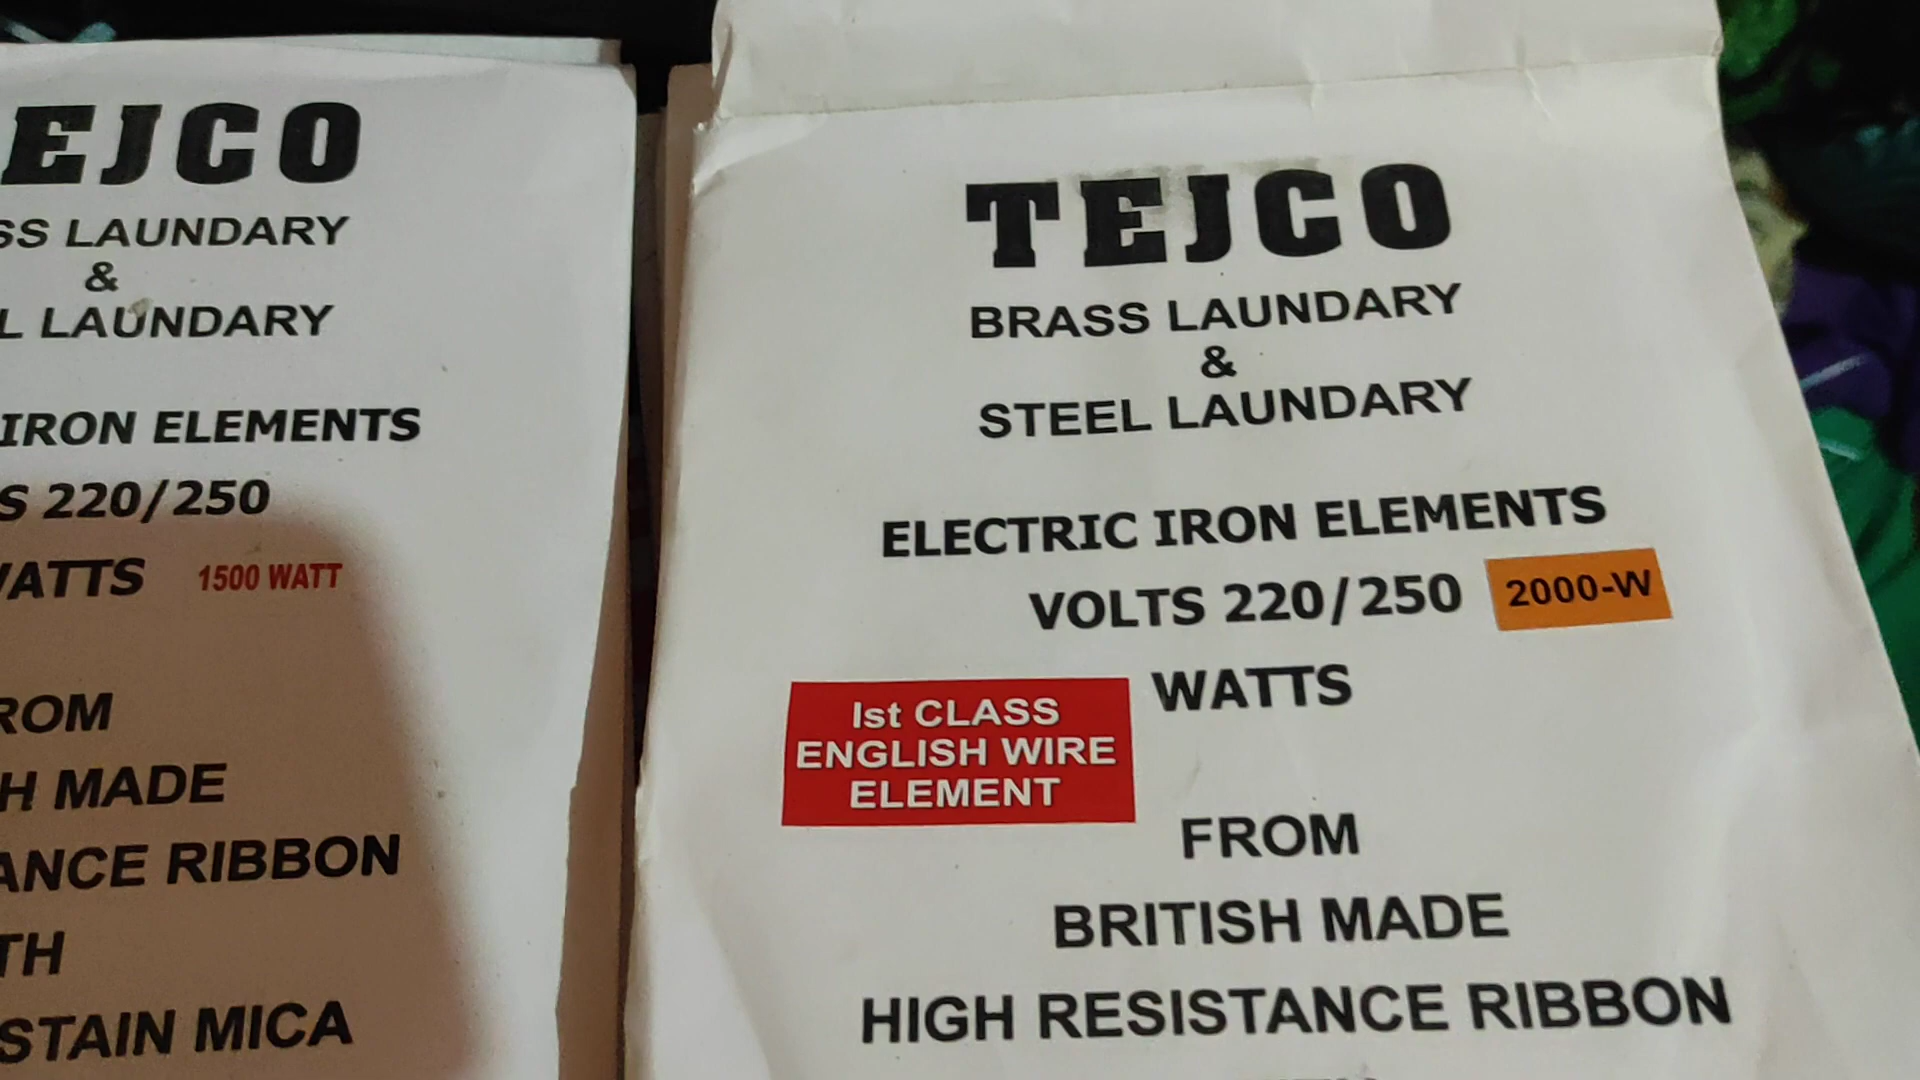 EJCO
SS LAUNDARY
&
L LAUNDARY
IRON ELEMENTS
S 220/250
WATTS 1500 WATT
ROM
H MADE
ANCE RIBBON
TH
STAIN MICA
TEJCO
BRASS LAUNDARY
&
STEEL LAUNDARY
ELECTRIC IRON ELEMENTS
VOLTS 220/250 2000-W
WATTS
Ist CLASS
ENGLISH WIRE
ELEMENT
FROM
BRITISH MADE
HIGH RESISTANCE RIBBON